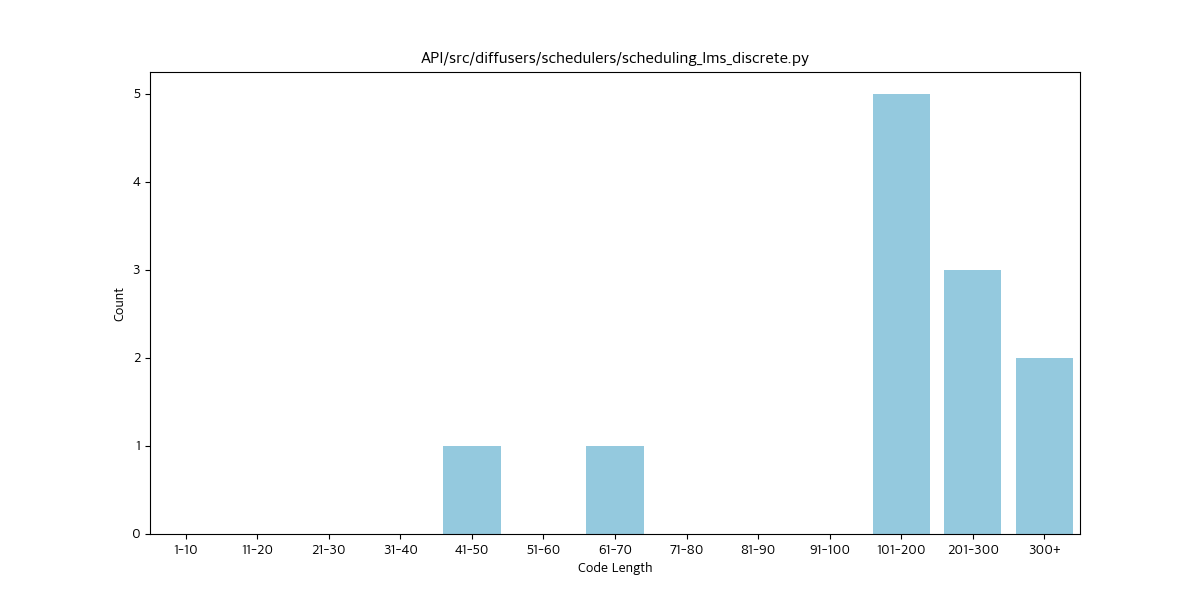 API/src/diffusers/schedulers/scheduling_lms_discrete.py
5
4
3
2
1
0
Count
1-10 11-20 21-30 31-40 41-50 51-60 61-70 71-80 81-90 91-100 101-200 201-300 300+
Code Length